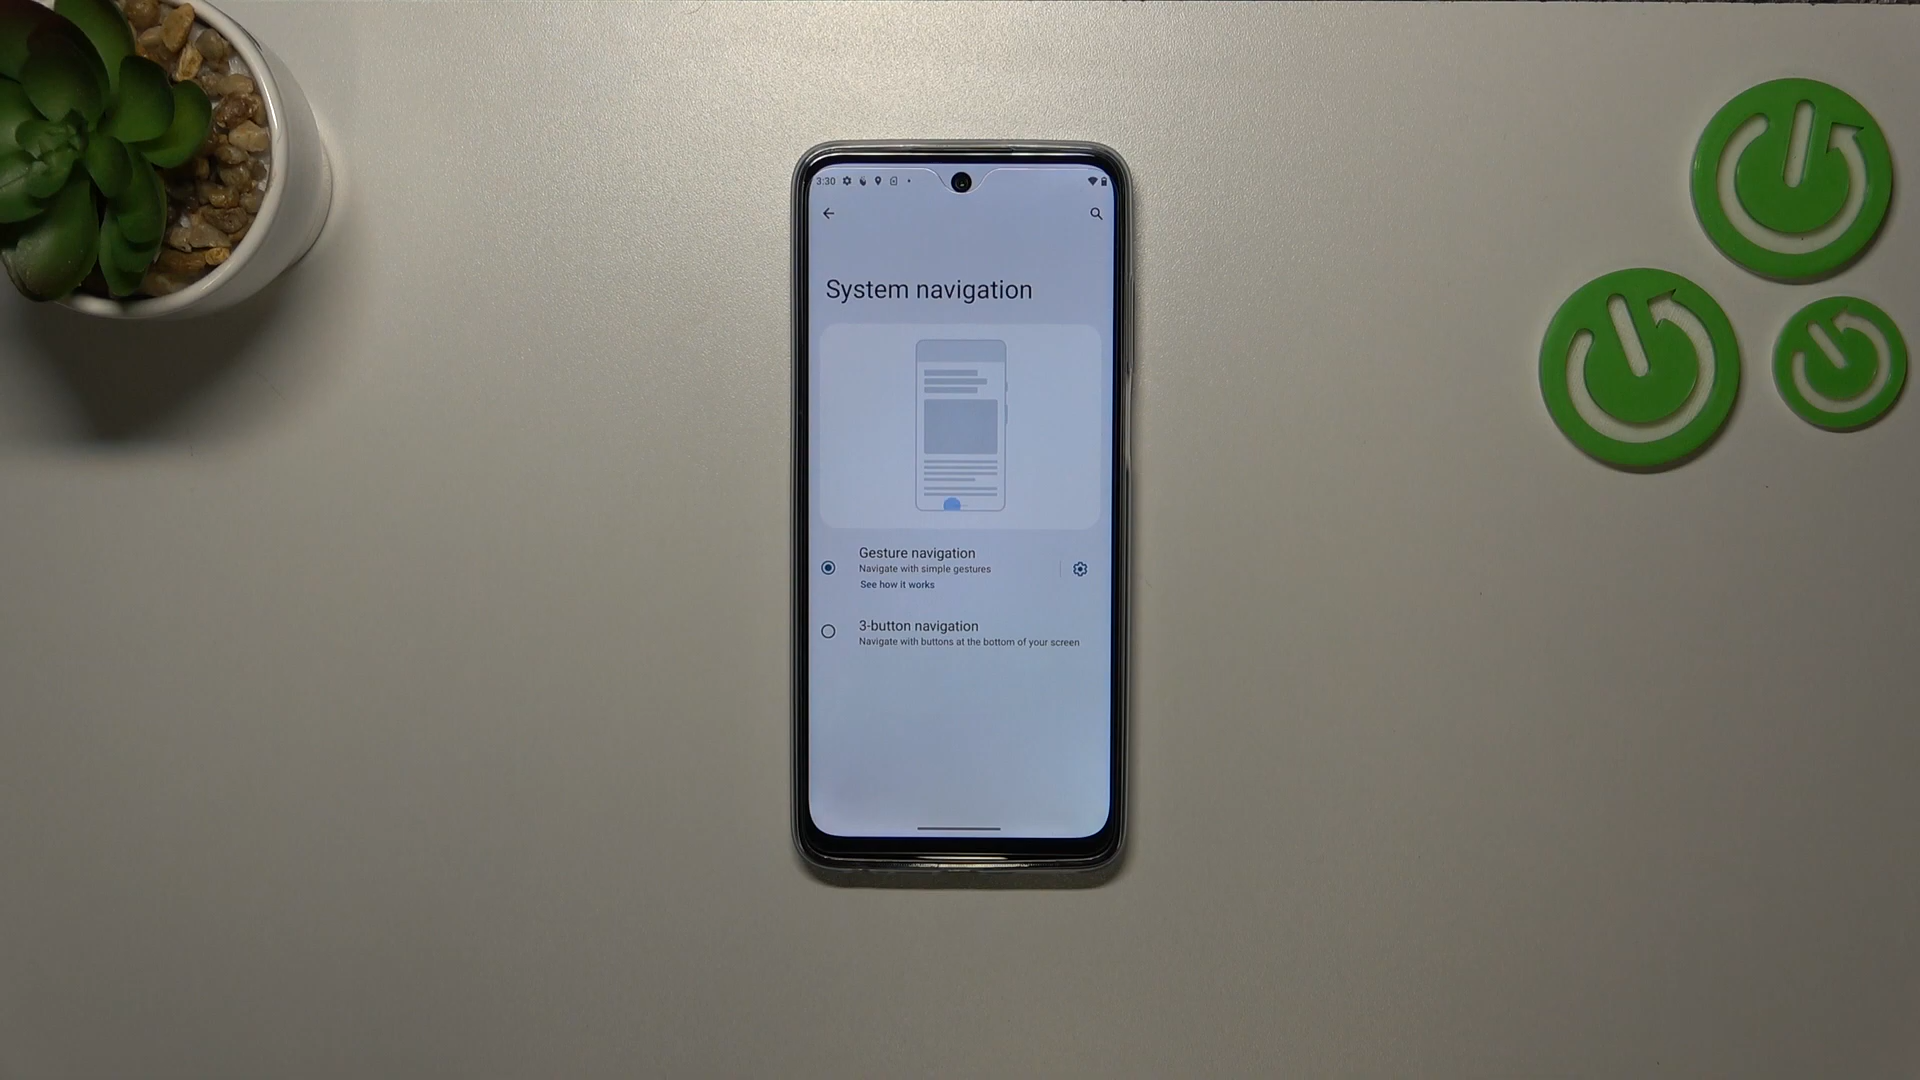 3:30
System navigation
Gesture navigation
Navigate with simple gestures
See how it works
3-button navigation
Navigate with buttons at the bottom of your screen